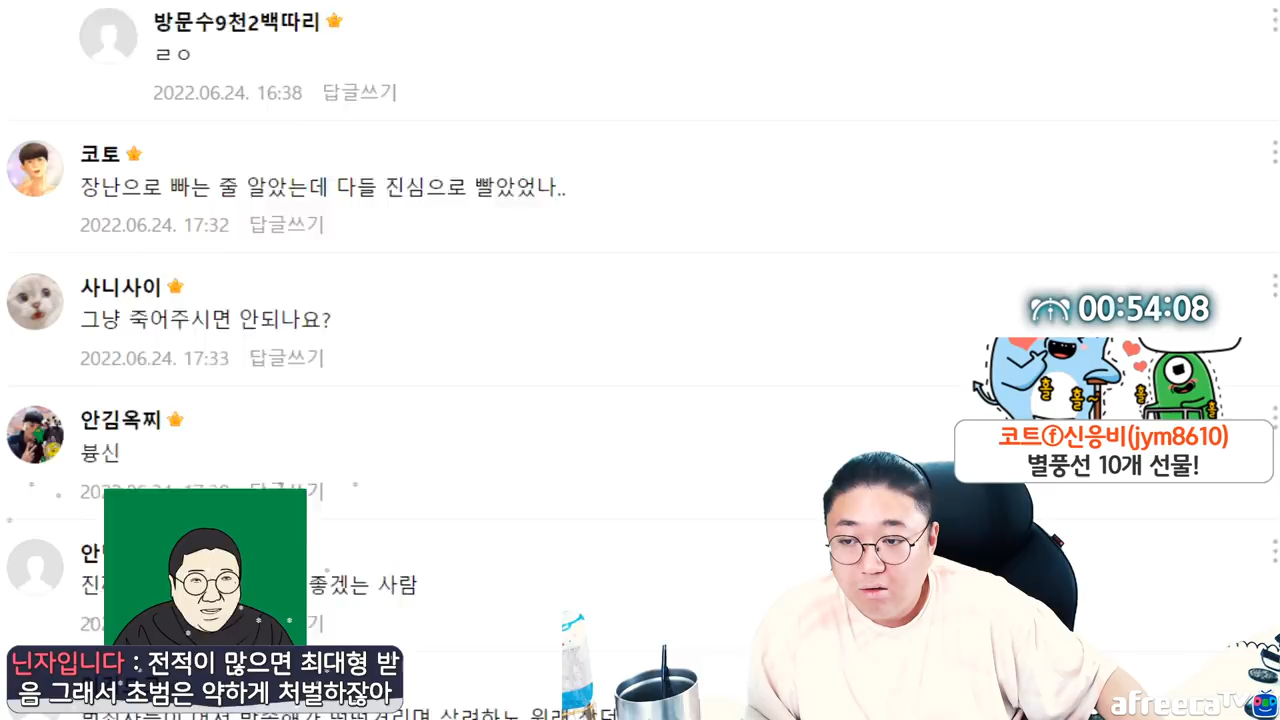 방문수9천2백따리
ㄹㅇ
2022.06.24. 16:38 답글쓰기
코토
장난으로 빠는 줄 알았는데 다들 진심으로 빨았었나..
2022.06.24. 17:32 답글쓰기
사니사이
그냥 죽어주시면 안되나요?
2022.06.24. 17:33 답글쓰기
00:54:08
홀 홀~ 홀 홀
코트ⓕ신응비(jym8610)
별풍선 10개 선물!
안김옥찌
븅신
좋겠는 사람
닌자입니다 : 전적이 많으면 최대형 받
음 그래서 초범은 약하게 처벌하잖아
afreecaTV